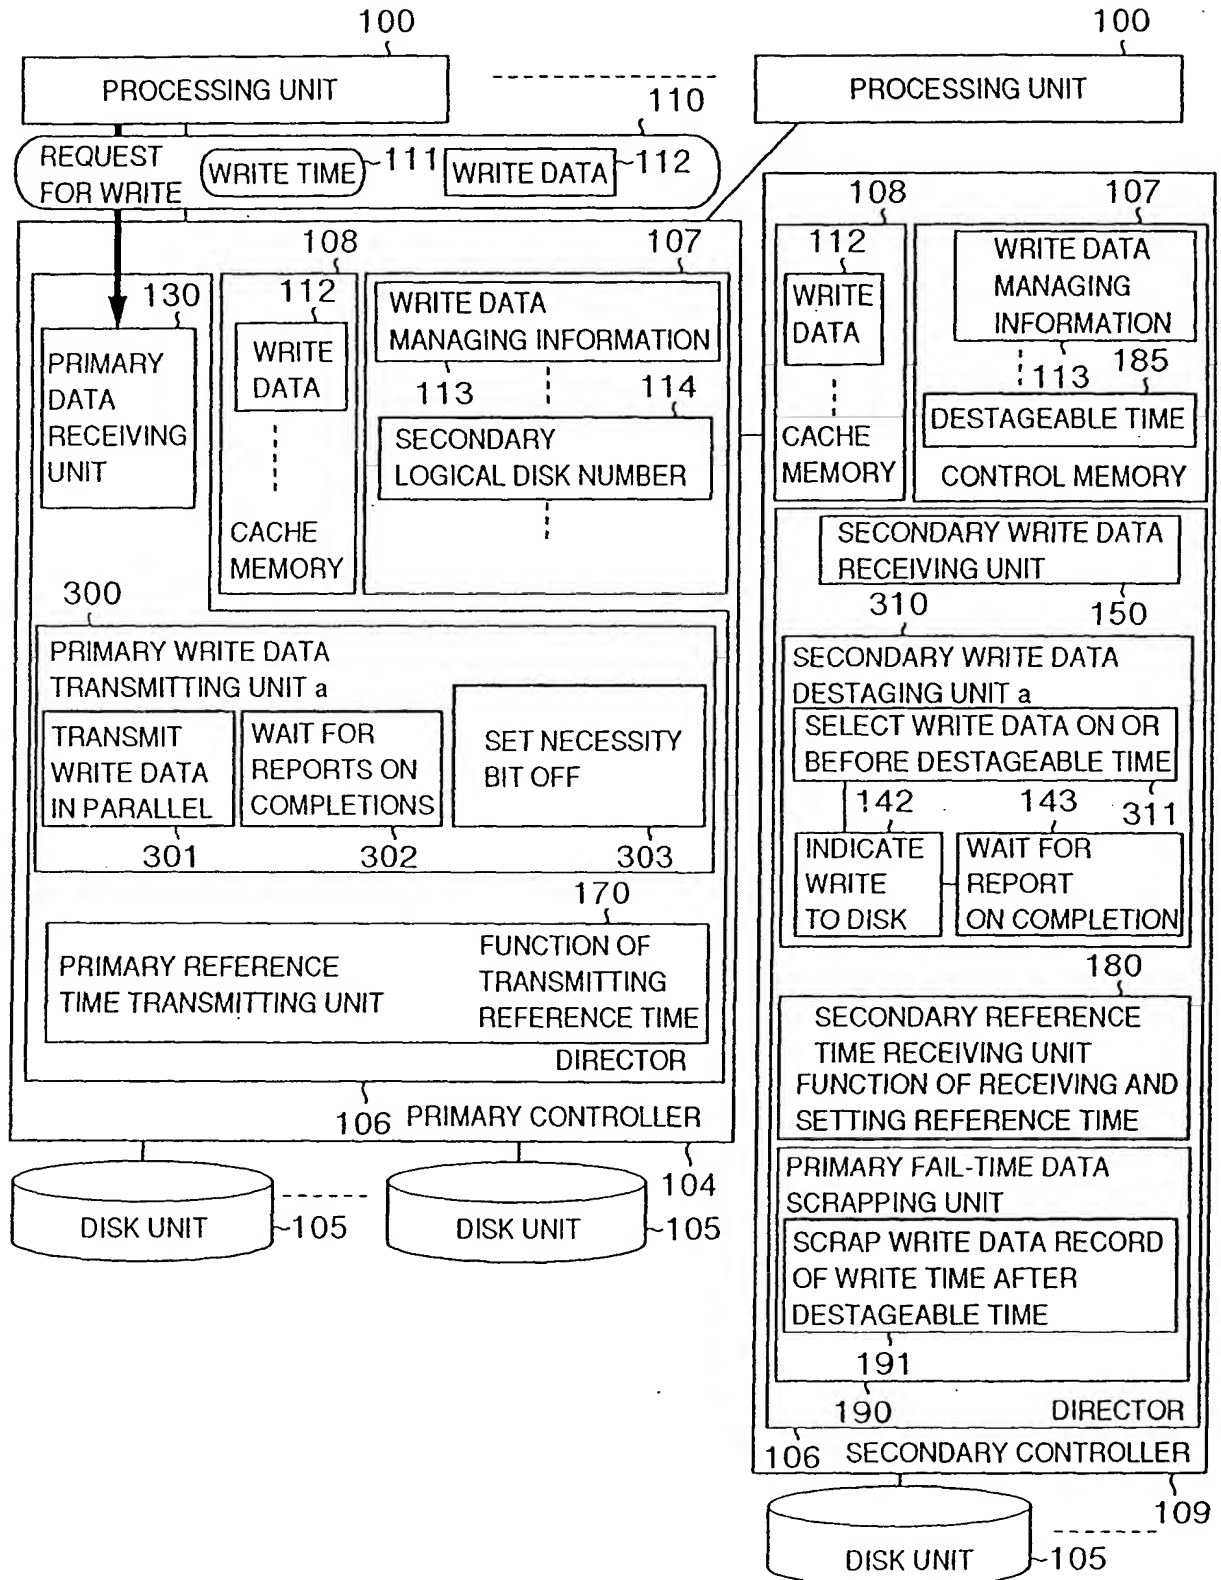 100
100
PROCESSING UNIT
PROCESSING UNIT
110
REQUEST
FOR WRITE
WRITE TIME
111
WRITE DATA
112
108
107
130
112
WRITE DATA
MANAGING INFORMATION
PRIMARY
DATA
RECEIVING
UNIT
WRITE
DATA
113
114
SECONDARY
LOGICAL DISK NUMBER
CACHE
MEMORY
300
PRIMARY WRITE DATA
TRANSMITTING UNIT a
TRANSMIT
WRITE DATA
IN PARALLEL
WAIT FOR
REPORTS ON
COMPLETIONS
SET NECESSITY
BIT OFF
301
302
303
170
PRIMARY REFERENCE
TIME TRANSMITTING UNIT
FUNCTION OF
TRANSMITTING
REFERENCE TIME
DIRECTOR
106
PRIMARY CONTROLLER
104
DISK UNIT
105
DISK UNIT
105
108
107
112
WRITE
DATA
WRITE DATA
MANAGING
INFORMATION
113
185
DESTAGEABLE TIME
CACHE
MEMORY
CONTROL MEMORY
SECONDARY WRITE DATA
RECEIVING UNIT
150
310
SECONDARY WRITE DATA
DESTAGING UNIT a
SELECT WRITE DATA ON OR
BEFORE DESTAGEABLE TIME
142
143
311
INDICATE
WRITE
TO DISK
WAIT FOR
REPORT
ON COMPLETION
180
SECONDARY REFERENCE
TIME RECEIVING UNIT
FUNCTION OF RECEIVING AND
SETTING REFERENCE TIME
PRIMARY FAIL-TIME DATA
SCRAPPING UNIT
SCRAP WRITE DATA RECORD
OF WRITE TIME AFTER
DESTAGEABLE TIME
191
190
DIRECTOR
106
SECONDARY CONTROLLER
109
DISK UNIT
105